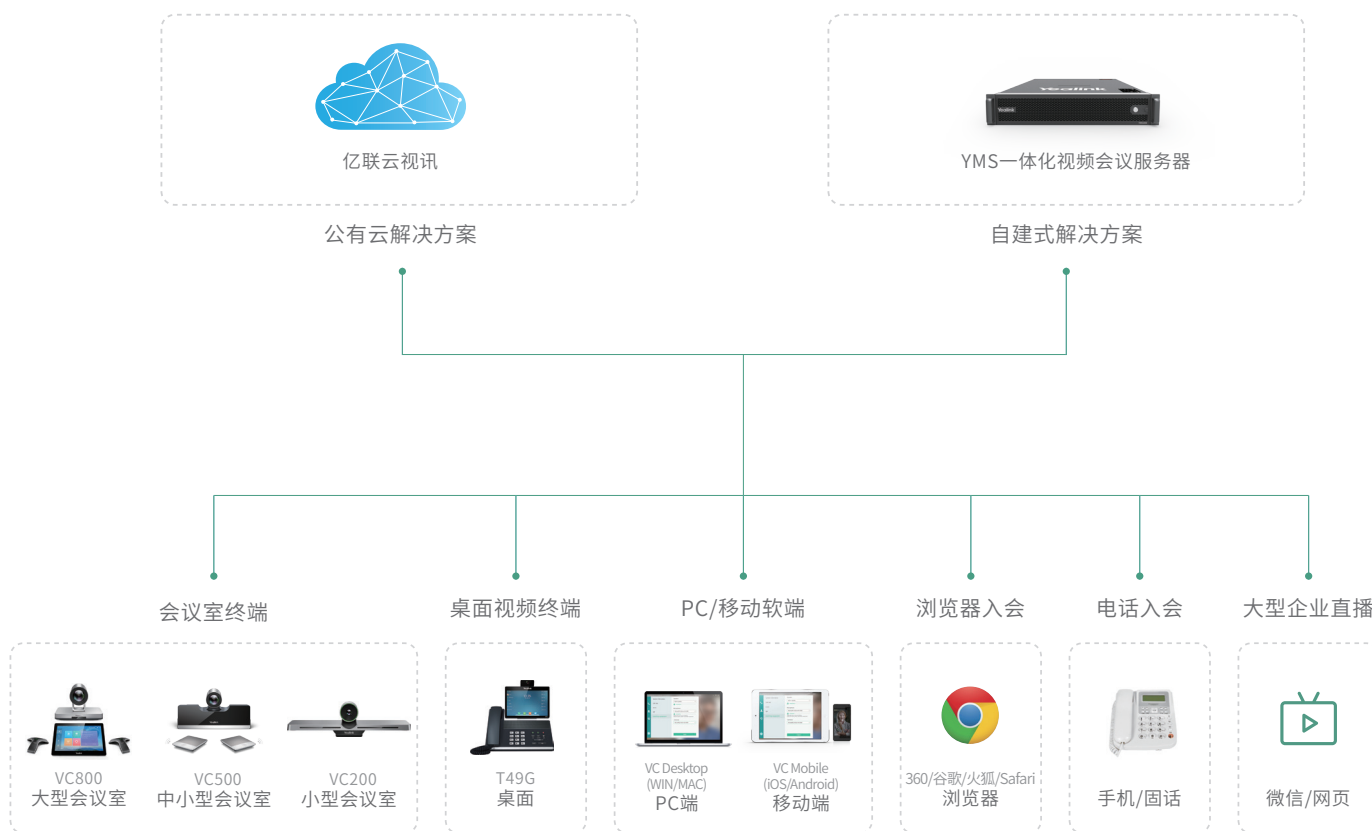 亿联云视讯
Yealink
Yealink
YMS一体化视频会议服务器
公有云解决方案
自建式解决方案
会议室终端
桌面视频终端
PC/移动软端
浏览器入会
电话入会
大型企业直播
VC800
大型会议室
VC500
中小型会议室
VC200
小型会议室
T49G
桌面
VC Desktop
(WIN/MAC)
PC端
VC Mobile
(iOS/Android)
移动端
360/谷歌/火狐/Safari
浏览器
手机/固话
微信/网页